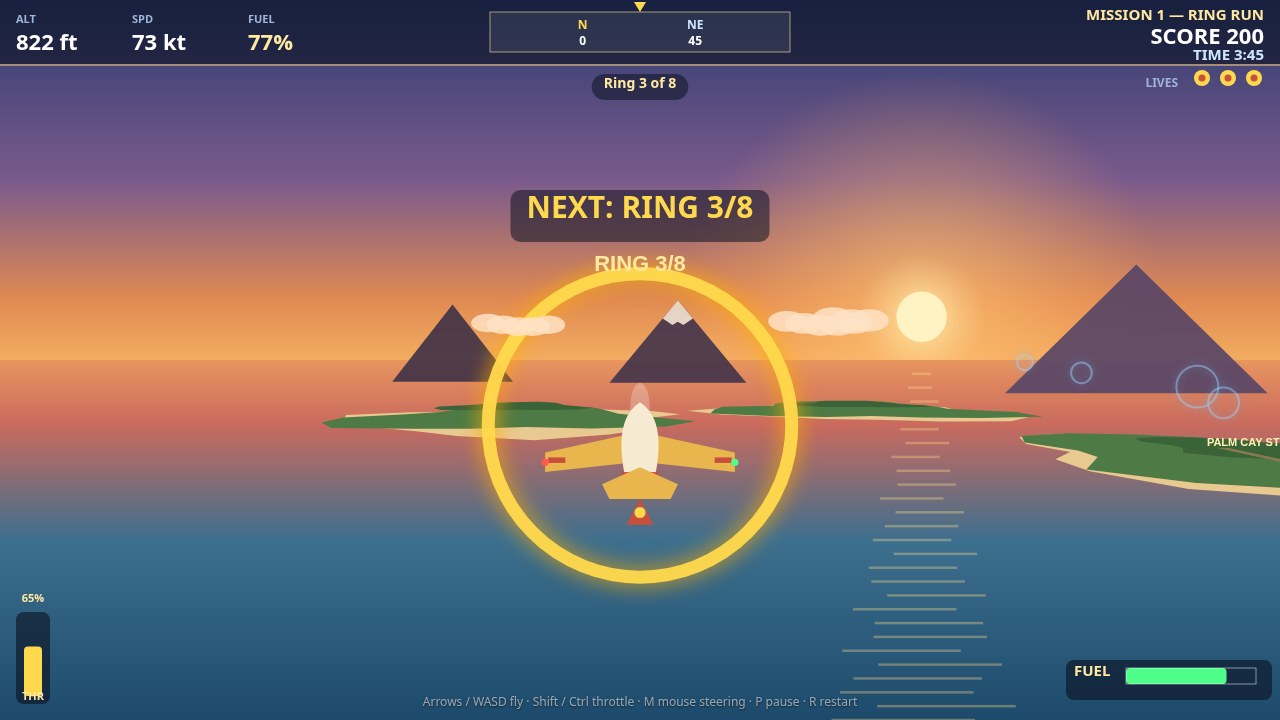 ALT
822 ft
SPD
73 kt
FUEL
77%
N
0
NE
45
MISSION 1 — RING RUN
SCORE 200
TIME 3:45
LIVES
Ring 3 of 8
NEXT: RING 3/8
RING 3/8
PALM CAY ST
65%
THR
FUEL
Arrows / WASD fly · Shift / Ctrl throttle · M mouse steering · P pause · R restart